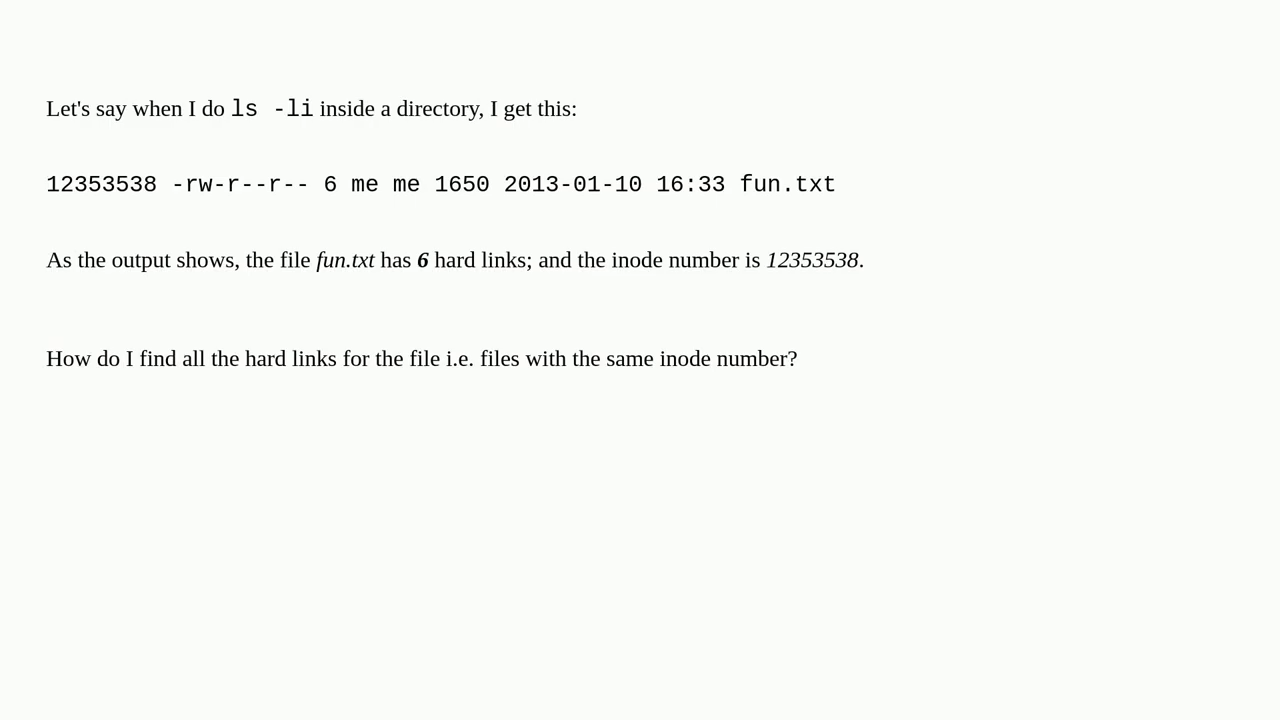 Let's say when I do ls -li inside a directory, I get this:
12353538 -rw-r--r-- 6 me me 1650 2013-01-10 16:33 fun.txt
As the output shows, the file fun.txt has 6 hard links; and the inode number is 12353538.
How do I find all the hard links for the file i.e. files with the same inode number?